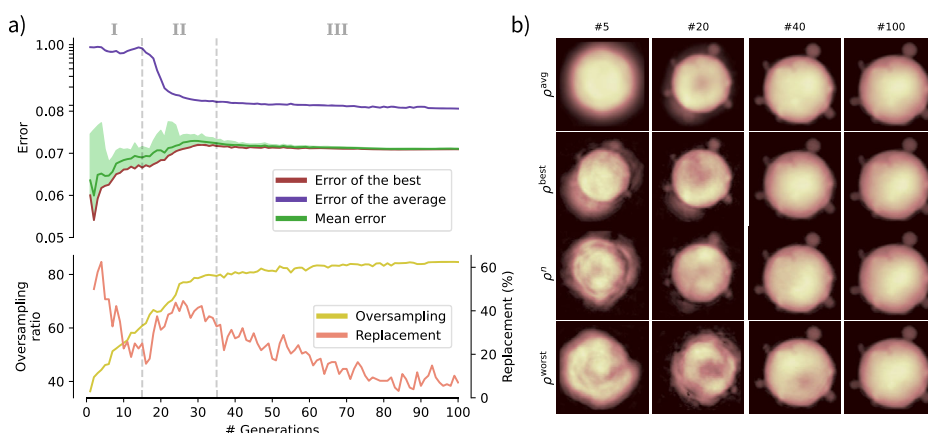 a)
I II III
1.00
0.08
0.07
0.06
0.05
Error
Error of the best
Error of the average
Mean error
80
60
40
Oversampling
ratio
60
40
20
0
Replacement (%)
Oversampling
Replacement
0 10 20 30 40 50 60 70 80 90 100
# Generations
b)
#5 #20 #40 #100
ρavg
ρbest
ρn
ρworst